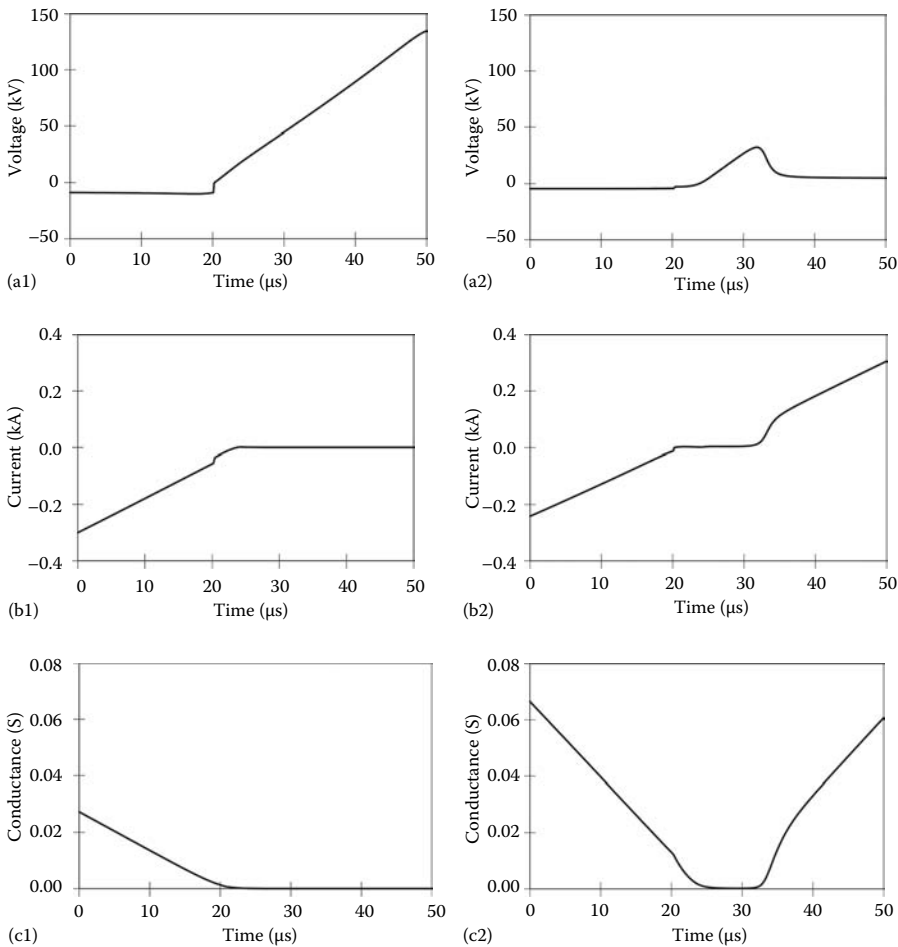 150
100
50
0
−50
Voltage (kV)
0 10 20 30 40 50
Time (μs)
(a1)
150
100
50
0
−50
Voltage (kV)
0 10 20 30 40 50
Time (μs)
(a2)
0.4
0.2
0.0
−0.2
−0.4
Current (kA)
0 10 20 30 40 50
Time (μs)
(b1)
0.4
0.2
0.0
−0.2
−0.4
Current (kA)
0 10 20 30 40 50
Time (μs)
(b2)
0.08
0.06
0.04
0.02
0.00
Conductance (S)
0 10 20 30 40 50
Time (μs)
(c1)
0.08
0.06
0.04
0.02
0.00
Conductance (S)
0 10 20 30 40 50
Time (μs)
(c2)